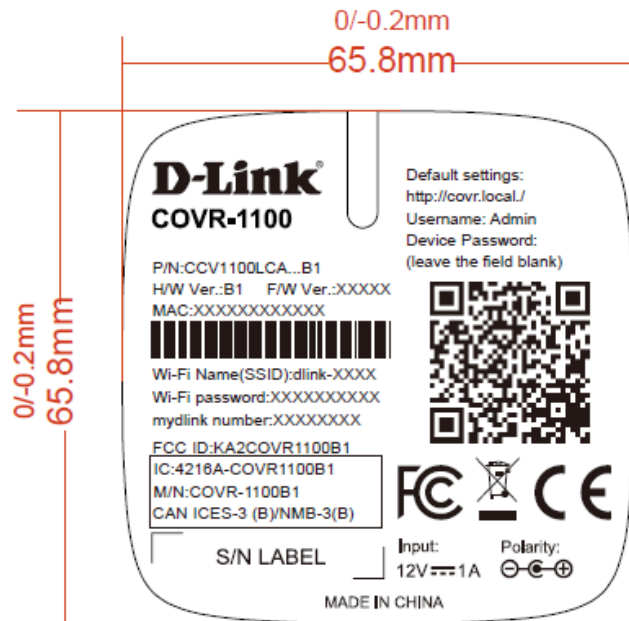 0/-0.2mm
65.8mm
0/-0.2mm
65.8mm
D-Link®
COVR-1100
P/N:CCV1100LCA...B1
H/W Ver.:B1 F/W Ver.:XXXXX
MAC:XXXXXXXXXXXX
Wi-Fi Name(SSID):dlink-XXXX
Wi-Fi password:XXXXXXXXXX
mydlink number:XXXXXXXX
FCC ID:KA2COVR1100B1
IC:4216A-COVR1100B1
M/N:COVR-1100B1
CAN ICES-3 (B)/NMB-3(B)
S/N LABEL
Default settings:
http://covr.local./
Username: Admin
Device Password:
(leave the field blank)
FC CE
Input:
12V⎓1A
Polarity:
MADE IN CHINA